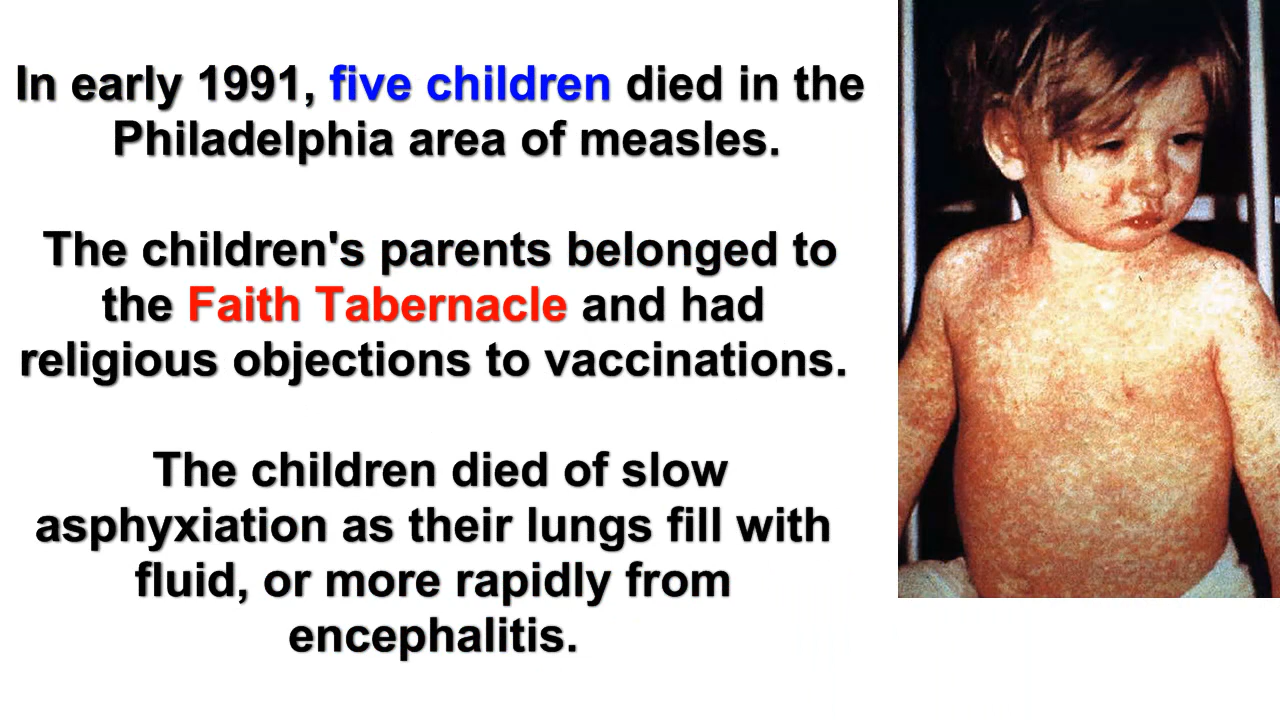 In early 1991, five children died in the
Philadelphia area of measles.
The children's parents belonged to
the Faith Tabernacle and had
religious objections to vaccinations.
The children died of slow
asphyxiation as their lungs fill with
fluid, or more rapidly from
encephalitis.